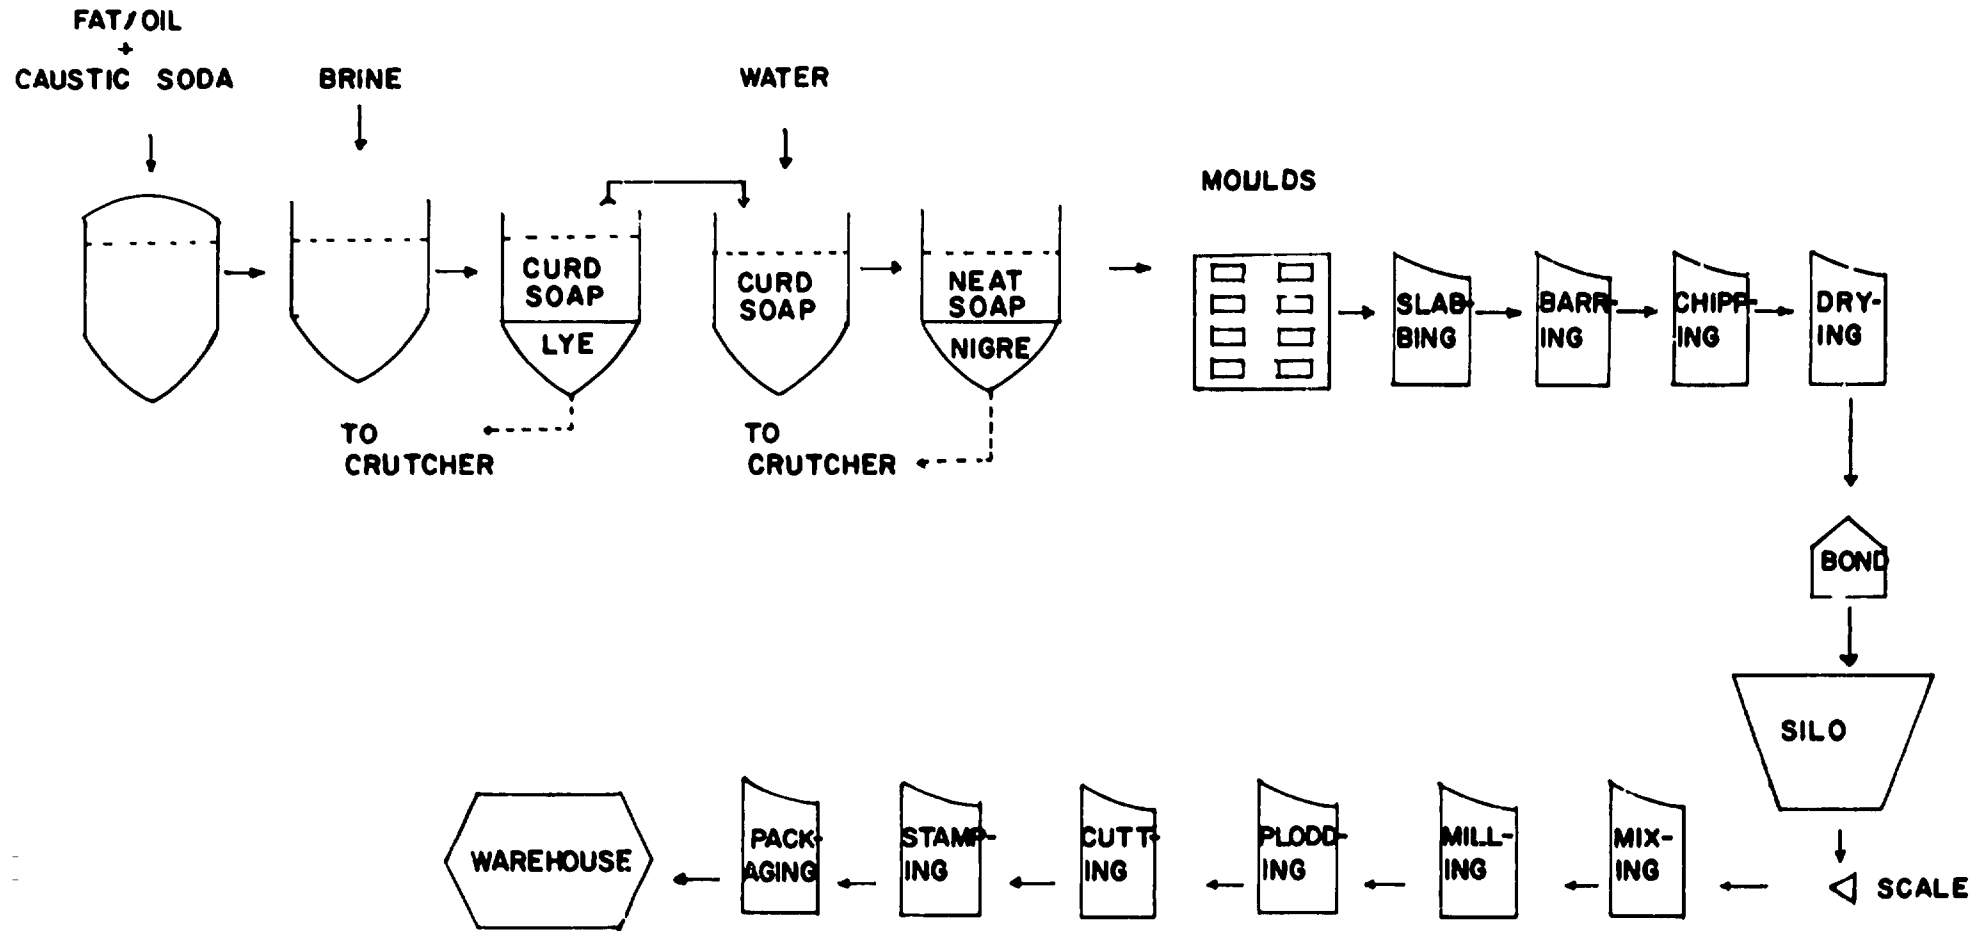 FAT/OIL
+
CAUSTIC SODA
BRINE
WATER
MOULDS
CURD
SOAP
LYE
CURD
SOAP
NEAT
SOAP
NIGRE
TO
CRUTCHER
TO
CRUTCHER
SLAB-
BING
BARR-
ING
CHIPP-
ING
DRY-
ING
BOND
SILO
SCALE
MIX-
ING
MILL-
ING
PLODD-
ING
CUTT-
ING
STAMP-
ING
PACK-
AGING
WAREHOUSE